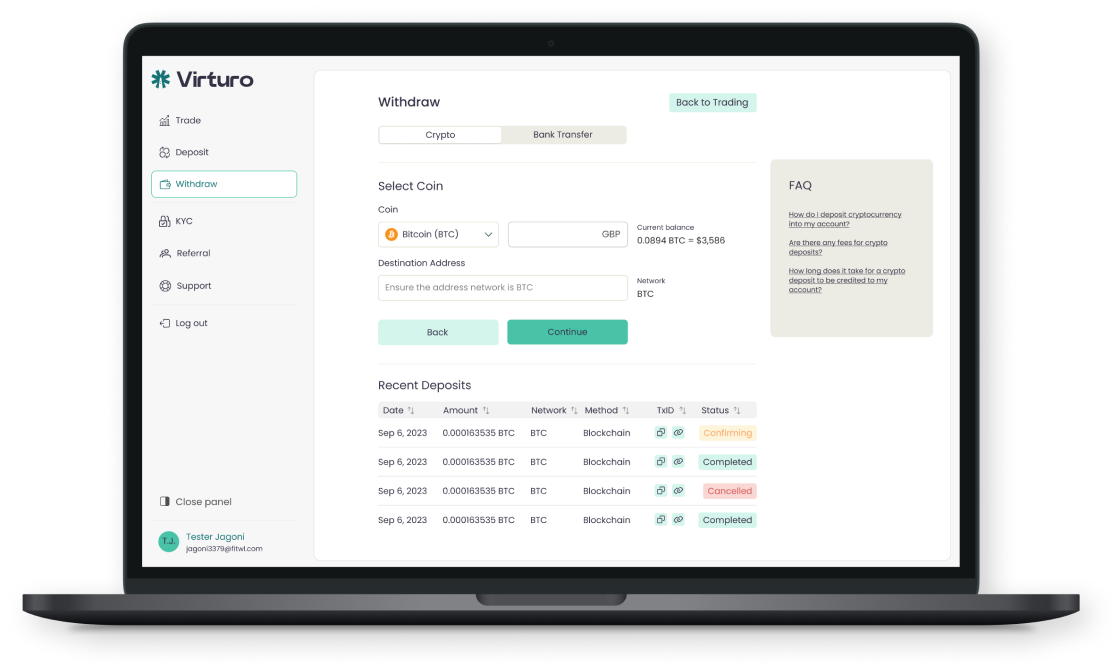 Virturo
Trade
Deposit
Withdraw
KYC
Referral
Support
Log out
Close panel
T.J.
Tester Jagoni
jagoni3379@fitwl.com
Withdraw
Back to Trading
Crypto
Bank Transfer
Select Coin
Coin
Bitcoin (BTC)
GBP
Current balance
0.0894 BTC = $3,586
Destination Address
Ensure the address network is BTC
Network
BTC
Back
Continue
Recent Deposits
Date Amount Network Method TxID Status
Sep 6, 2023 0.000163535 BTC BTC Blockchain Confirming
Sep 6, 2023 0.000163535 BTC BTC Blockchain Completed
Sep 6, 2023 0.000163535 BTC BTC Blockchain Cancelled
Sep 6, 2023 0.000163535 BTC BTC Blockchain Completed
FAQ
How do I deposit cryptocurrency
into my account?
Are there any fees for crypto
deposits?
How long does it take for a crypto
deposit to be credited to my
account?